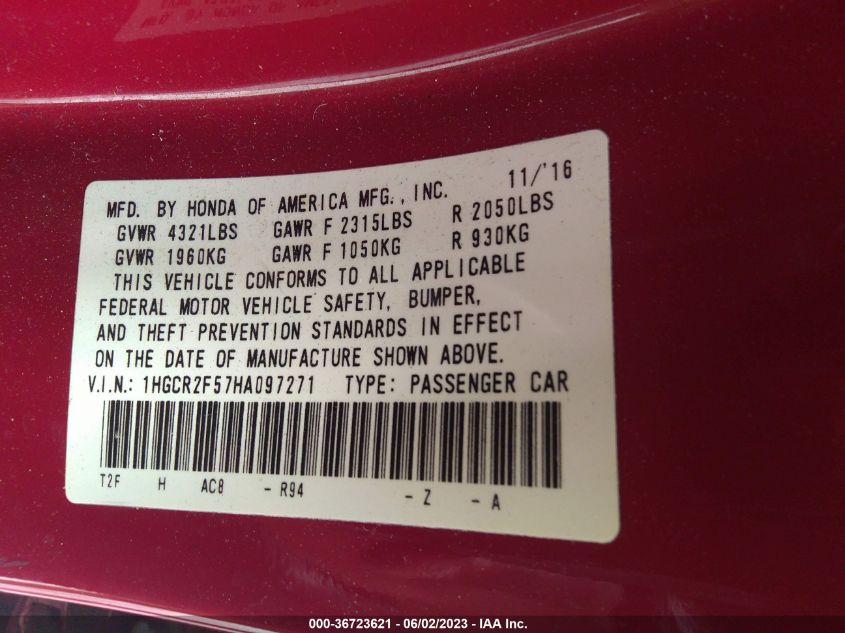 MFD. BY HONDA OF AMERICA MFG., INC. 11/'16
GVWR 4321LBS GAWR F 2315LBS R 2050LBS
GVWR 1960KG GAWR F 1050KG R 930KG
THIS VEHICLE CONFORMS TO ALL APPLICABLE
FEDERAL MOTOR VEHICLE SAFETY, BUMPER,
AND THEFT PREVENTION STANDARDS IN EFFECT
ON THE DATE OF MANUFACTURE SHOWN ABOVE.
V.I.N.: 1HGCR2F57HA097271 TYPE: PASSENGER CAR
T2F H AC8 - R94 - Z - A
000-36723621 - 06/02/2023 - IAA Inc.